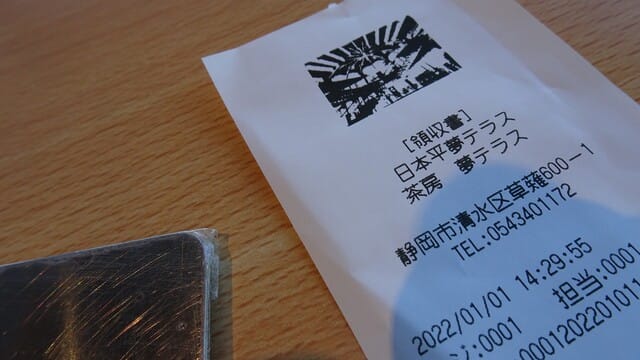 [領収書]
日本平夢テラス
茶房 夢テラス
静岡市清水区草薙600-1
TEL:0543401172
2022/01/01 14:29:55
ジ:0001 担当:0001